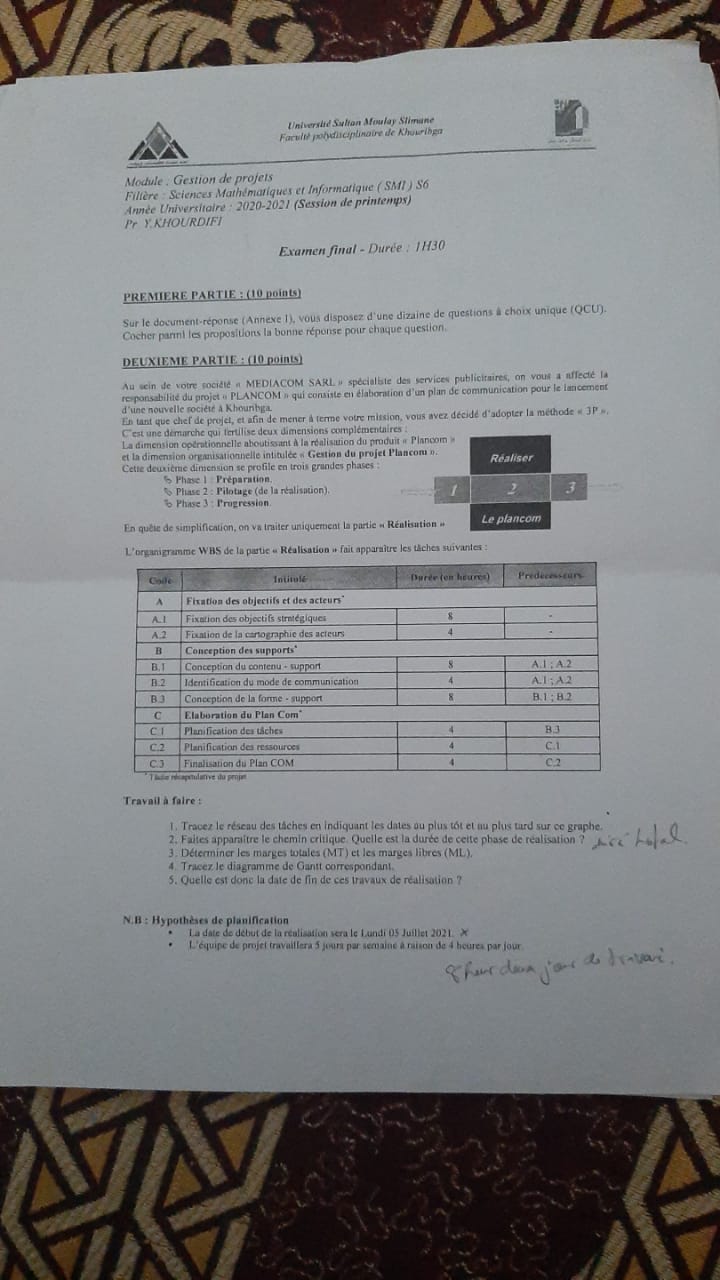 Université Sultan Moulay Slimane
Faculté polydisciplinaire de Khouribga
Module : Gestion de projets
Filière : Sciences Mathématiques et Informatique ( SMI ) S6
Année Universitaire : 2020-2021 (Session de printemps)
Pr Y.KHOURDIFI
Examen final - Durée : 1H30
PREMIERE PARTIE : (10 points)
Sur le document-réponse (Annexe 1), vous disposez d'une dizaine de questions à choix unique (QCU).
Cocher parmi les propositions la bonne réponse pour chaque question.
DEUXIEME PARTIE : (10 points)
Au sein de votre société « MEDIACOM SARL » spécialiste des services publicitaires, on vous a affecté la
responsabilité du projet « PLANCOM » qui consiste en élaboration d'un plan de communication pour le lancement
d'une nouvelle société à Khouribga.
En tant que chef de projet, et afin de mener à terme votre mission, vous avez décidé d'adopter la méthode « 3P ».
C'est une démarche qui fertilise deux dimensions complémentaires :
La dimension opérationnelle aboutissant à la réalisation du produit « Plancom »
et la dimension organisationnelle intitulée « Gestion du projet Plancom ».
Cette deuxième dimension se profile en trois grandes phases :
Phase 1 : Préparation.
Phase 2 : Pilotage (de la réalisation).
Phase 3 : Progression.
Réaliser
1 2 3
Le plancom
En quête de simplification, on va traiter uniquement la partie « Réalisation »
L'organigramme WBS de la partie « Réalisation » fait apparaître les tâches suivantes :
Code Intitulé Durée (en heures) Prédécesseurs
A Fixation des objectifs et des acteurs*
A.1 Fixation des objectifs stratégiques 8 -
A.2 Fixation de la cartographie des acteurs 4 -
B Conception des supports*
B.1 Conception du contenu - support 8 A.1 ; A.2
B.2 Identification du mode de communication 4 A.1 ; A.2
B.3 Conception de la forme - support 8 B.1 ; B.2
C Elaboration du Plan Com*
C.1 Planification des tâches 4 B.3
C.2 Planification des ressources 4 C.1
C.3 Finalisation du Plan COM 4 C.2
* Tâche récapitulative du projet
Travail à faire :
1. Tracez le réseau des tâches en indiquant les dates au plus tôt et au plus tard sur ce graphe.
2. Faites apparaître le chemin critique. Quelle est la durée de cette phase de réalisation ?
3. Déterminer les marges totales (MT) et les marges libres (ML).
4. Tracez le diagramme de Gantt correspondant.
5. Quelle est donc la date de fin de ces travaux de réalisation ?
N.B : Hypothèses de planification
• La date de début de la réalisation sera le Lundi 05 Juillet 2021.
• L'équipe de projet travaillera 5 jours par semaine à raison de 4 heures par jour.